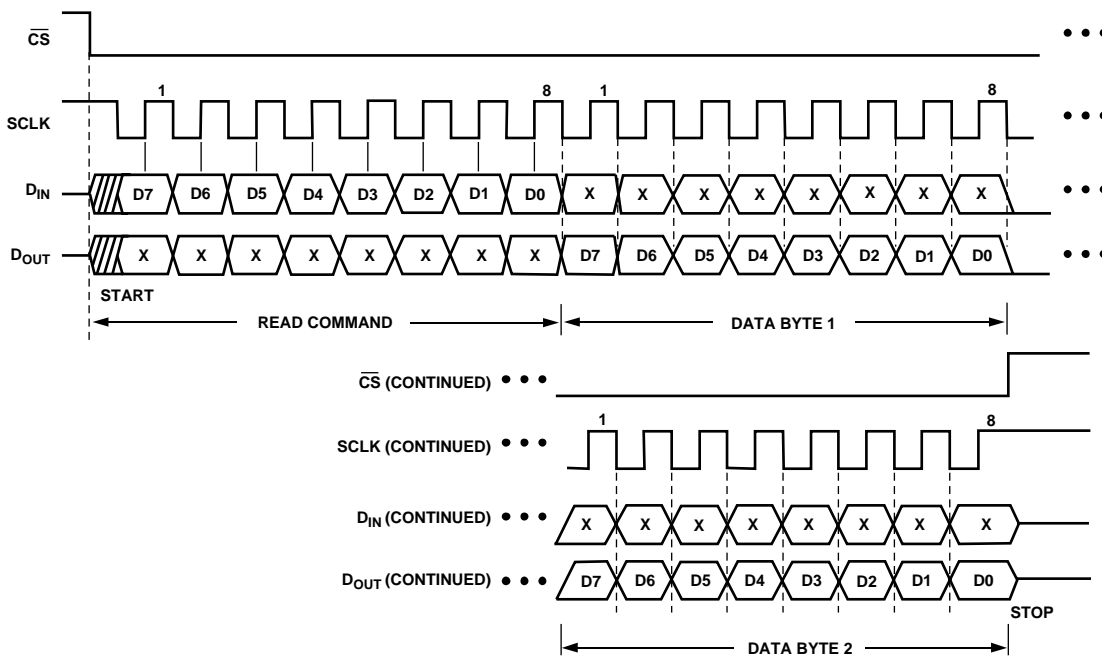 CS
1 8 1 8
SCLK
DIN D7 D6 D5 D4 D3 D2 D1 D0 X X X X X X X X
DOUT X X X X X X X X D7 D6 D5 D4 D3 D2 D1 D0
START
READ COMMAND DATA BYTE 1
CS (CONTINUED)
1 8
SCLK (CONTINUED)
DIN (CONTINUED) X X X X X X X X
DOUT (CONTINUED) D7 D6 D5 D4 D3 D2 D1 D0
STOP
DATA BYTE 2